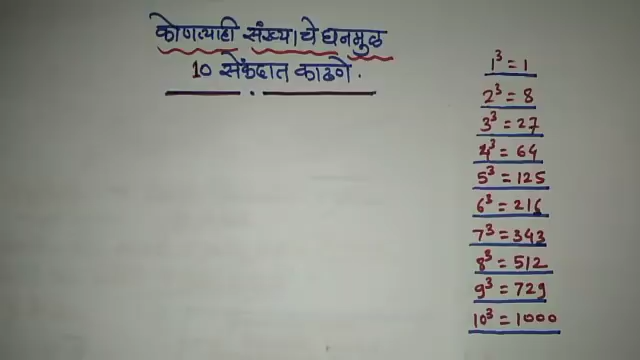 कोणत्याही संख्याचे घनमुळ
10 सेकंदात काढणे.
1³ = 1
2³ = 8
3³ = 27
4³ = 64
5³ = 125
6³ = 216
7³ = 343
8³ = 512
9³ = 729
10³ = 1000